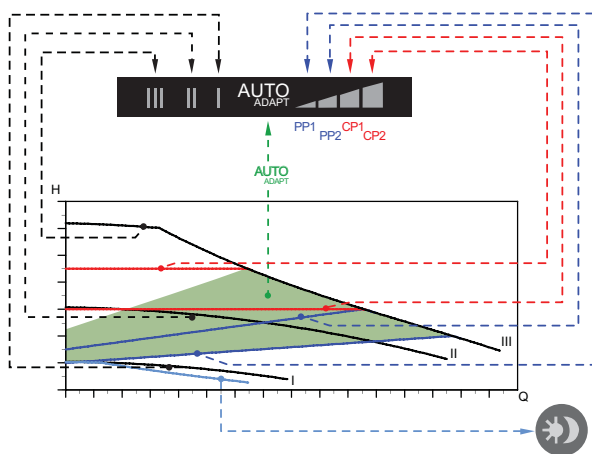 III II I AUTO
ADAPT
PP1 CP1
PP2 CP2
AUTO
ADAPT
H
III
II
I
Q